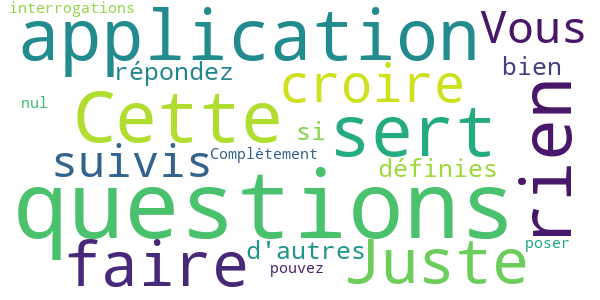 interrogations
application
Vous
répondez
bien
croire
nul
Cette
si
sert
rien
suivis
Complètement
définies
questions
d'autres
poser
faire
pouvez
Juste